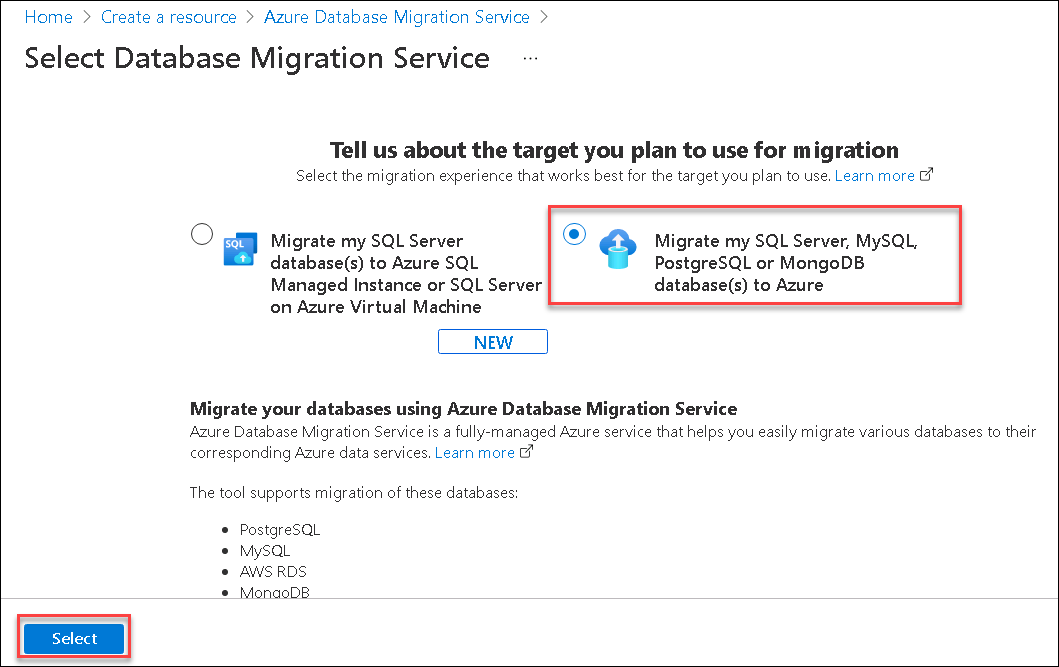 Home > Create a resource > Azure Database Migration Service >
Select Database Migration Service ...
Tell us about the target you plan to use for migration
Select the migration experience that works best for the target you plan to use. Learn more
SQL
Migrate my SQL Server
database(s) to Azure SQL
Managed Instance or SQL Server
on Azure Virtual Machine
NEW
Migrate my SQL Server, MySQL,
PostgreSQL or MongoDB
database(s) to Azure
Migrate your databases using Azure Database Migration Service
Azure Database Migration Service is a fully-managed Azure service that helps you easily migrate various databases to their
corresponding Azure data services. Learn more
The tool supports migration of these databases:
• PostgreSQL
• MySQL
• AWS RDS
• MongoDB
Select